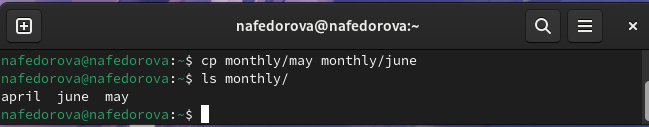 nafedorova@nafedorova:~
nafedorova@nafedorova:~$ cp monthly/may monthly/june
nafedorova@nafedorova:~$ ls monthly/
april  june  may
nafedorova@nafedorova:~$